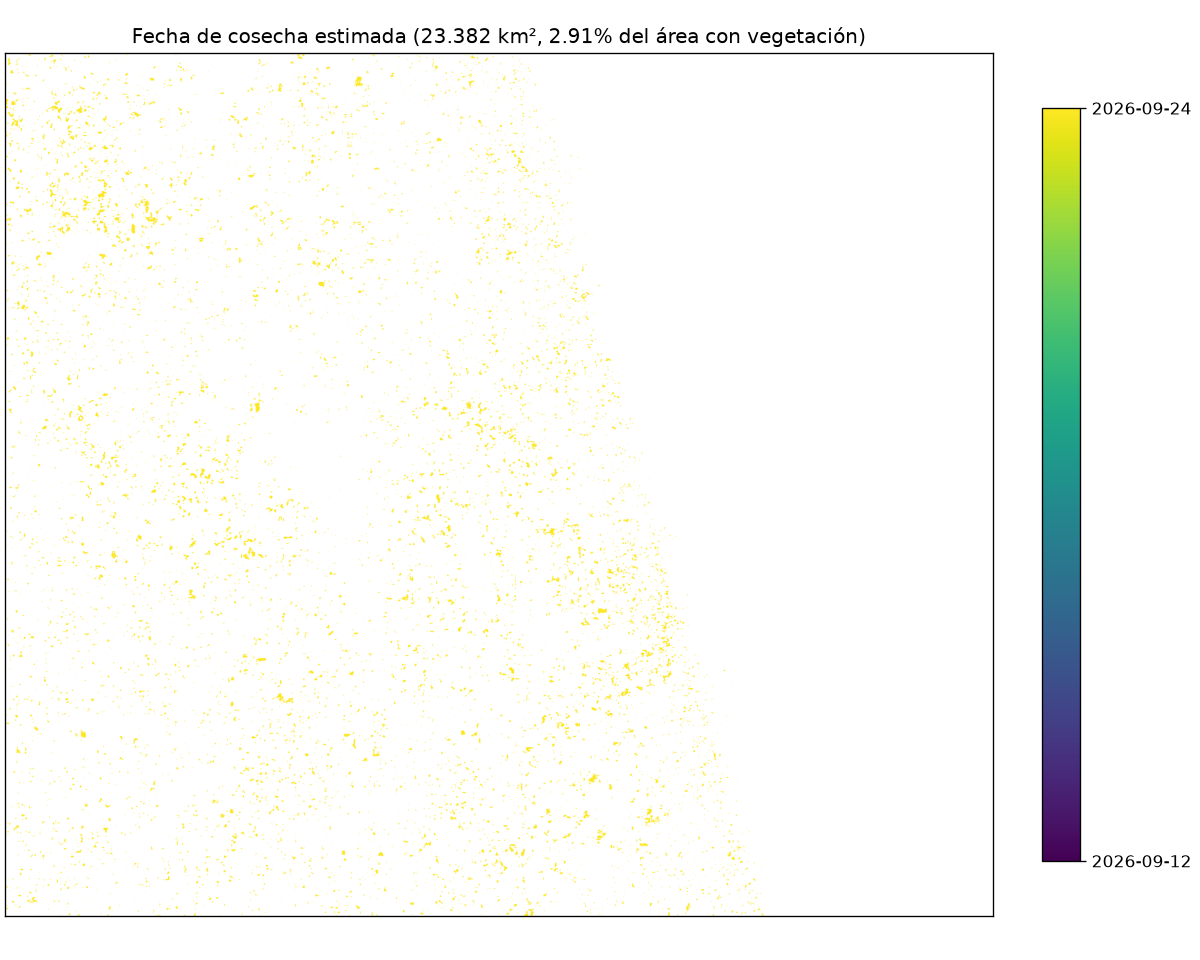 Fecha de cosecha estimada (23.382 km², 2.91% del área con vegetación)
2026-09-24
2026-09-12